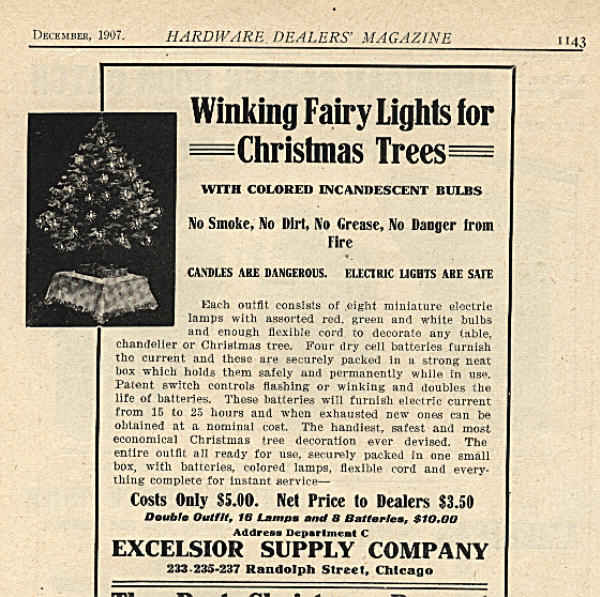 December, 1907. HARDWARE DEALERS' MAGAZINE 1143
Winking Fairy Lights for
Christmas Trees
WITH COLORED INCANDESCENT BULBS
No Smoke, No Dirt, No Grease, No Danger from
Fire
CANDLES ARE DANGEROUS. ELECTRIC LIGHTS ARE SAFE
Each outfit consists of eight miniature electric
lamps with assorted red, green and white bulbs
and enough flexible cord to decorate any table,
chandelier or Christmas tree. Four dry cell batteries furnish
the current and these are securely packed in a strong neat
box which holds them safely and permanently while in use.
Patent switch controls flashing or winking and doubles the
life of batteries. These batteries will furnish electric current
from 15 to 25 hours and when exhausted new ones can be
obtained at a nominal cost. The handiest, safest and most
economical Christmas tree decoration ever devised. The
entire outfit all ready for use, securely packed in one small
box, with batteries, colored lamps, flexible cord and every-
thing complete for instant service—
Costs Only $5.00. Net Price to Dealers $3.50
Double Outfit, 16 Lamps and 8 Batteries, $10.00
Address Department C
EXCELSIOR SUPPLY COMPANY
233-235-237 Randolph Street, Chicago